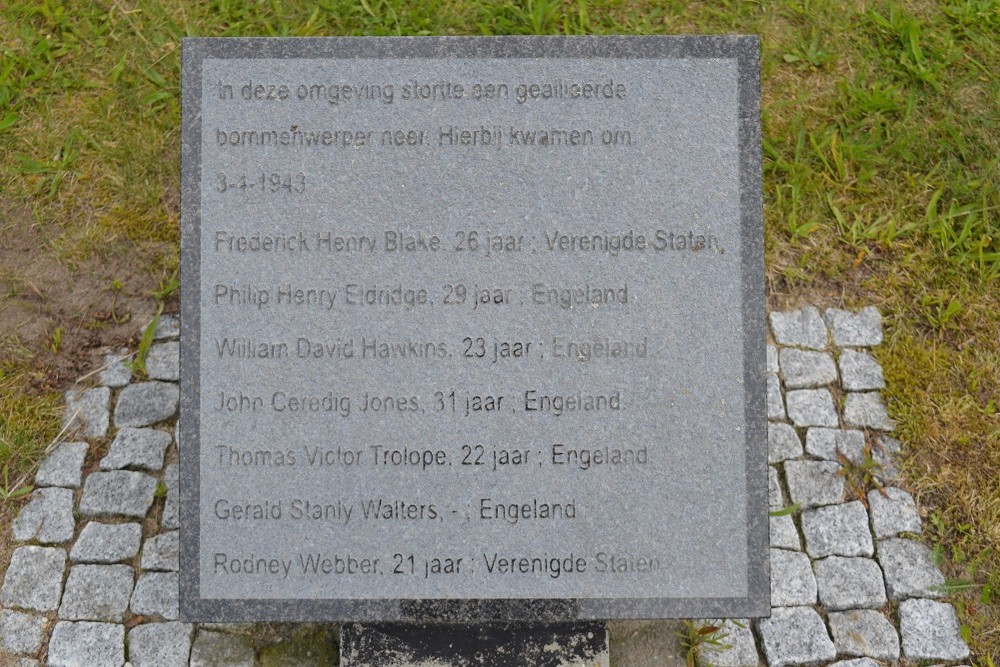 In deze omgeving stortte een geallieerde
bommenwerper neer. Hierbij kwamen om:
3-4-1943
Frederick Henry Blake, 26 jaar ; Verenigde Staten,
Philip Henry Eldridge, 29 jaar ; Engeland
William David Hawkins, 23 jaar ; Engeland
John Ceredig Jones, 31 jaar ; Engeland
Thomas Victor Trolope, 22 jaar ; Engeland
Gerald Stanly Walters, - ; Engeland
Rodney Webber, 21 jaar ; Verenigde Staten